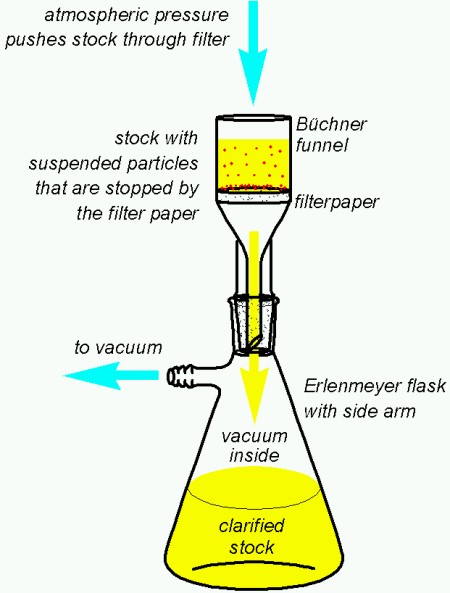 atmospheric pressure
pushes stock through filter
Büchner
funnel
stock with
suspended particles
that are stopped by
the filter paper
filterpaper
to vacuum
Erlenmeyer flask
with side arm
vacuum
inside
clarified
stock